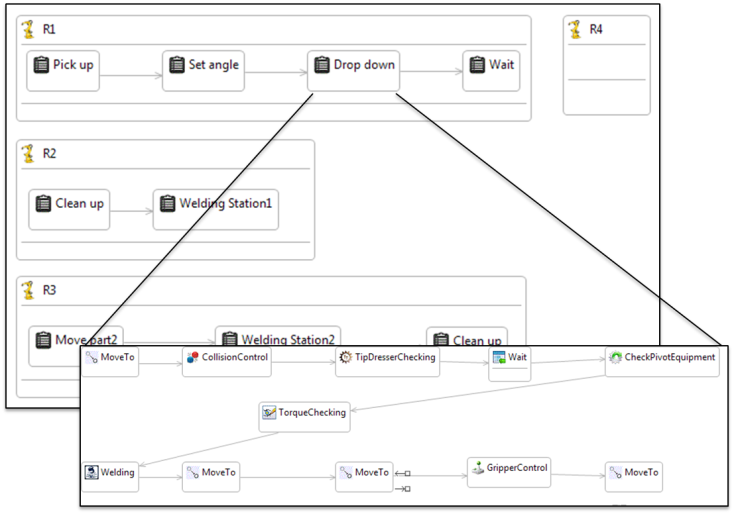 R1
R4
Pick up
Set angle
Drop down
Wait
R2
Clean up
Welding Station1
R3
Move part2
Welding Station2
Clean up
MoveTo
CollisionControl
TipDresserChecking
Wait
CheckPivotEquipment
TorqueChecking
Welding
MoveTo
MoveTo
GripperControl
MoveTo